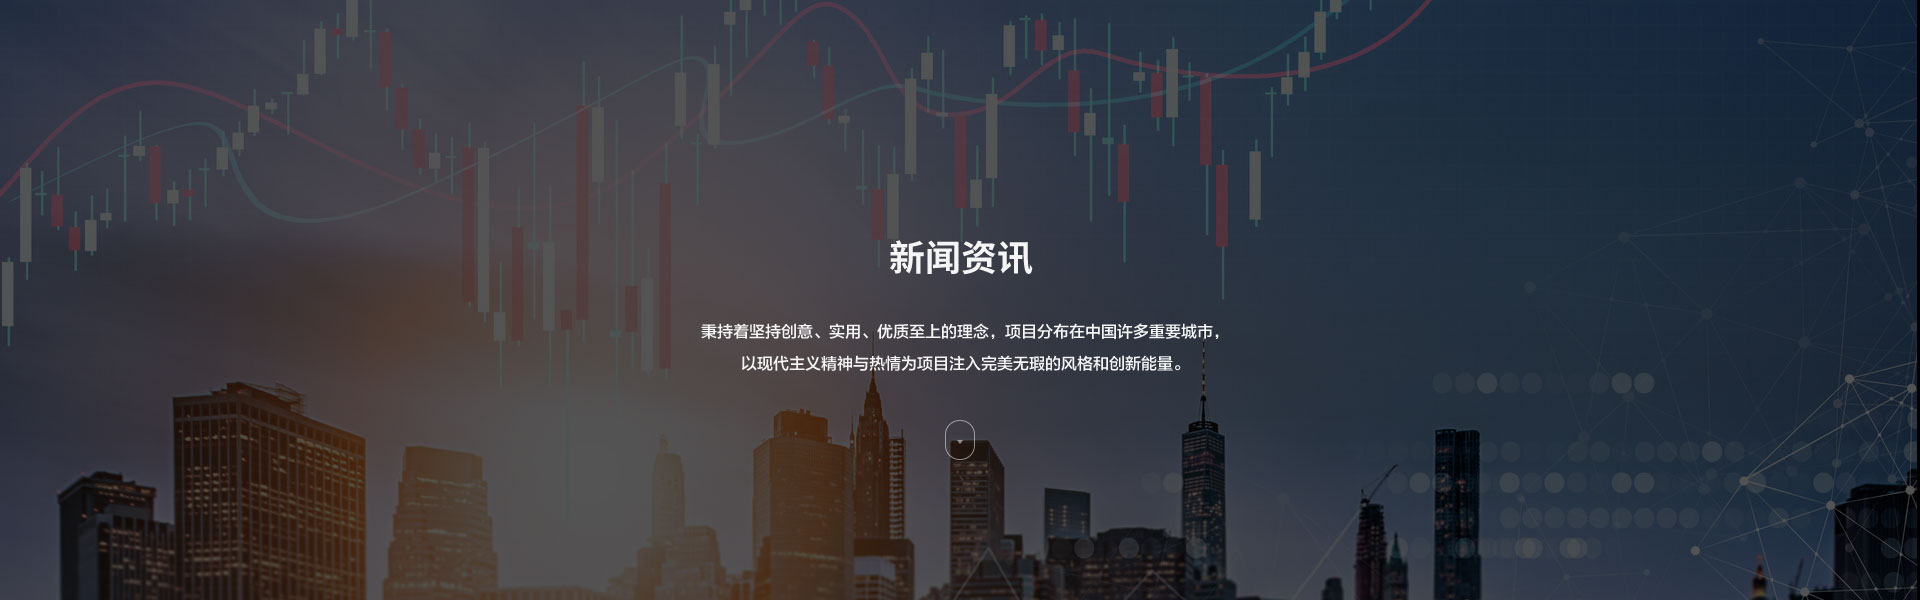 新闻资讯
秉持着坚持创意、实用、优质至上的理念，项目分布在中国许多重要城市，
以现代主义精神与热情为项目注入完美无瑕的风格和创新能量。